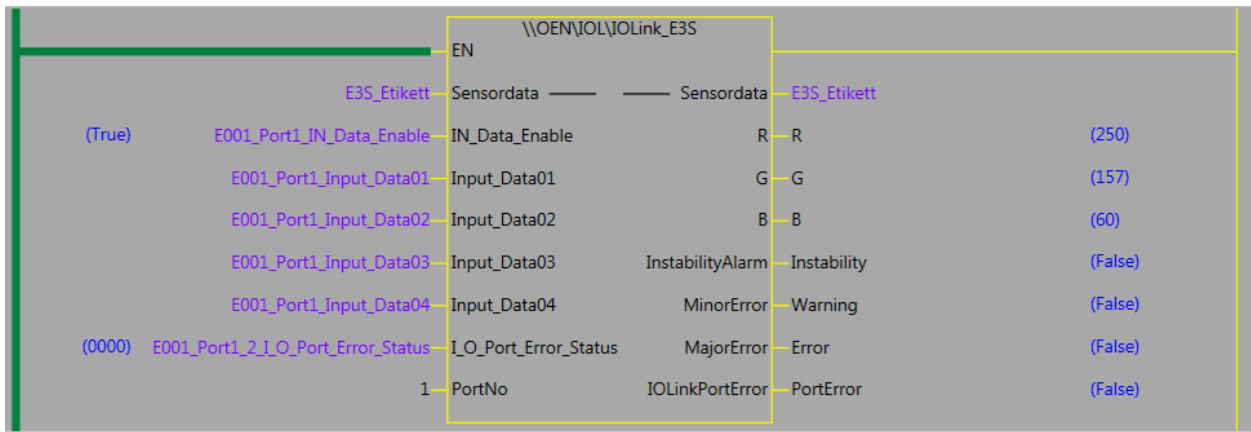 \\OEN\IOL\IOLink_E3S
EN
E3S_Etikett Sensordata Sensordata E3S_Etikett
(True) E001_Port1_IN_Data_Enable IN_Data_Enable R R (250)
E001_Port1_Input_Data01 Input_Data01 G G (157)
E001_Port1_Input_Data02 Input_Data02 B B (60)
E001_Port1_Input_Data03 Input_Data03 InstabilityAlarm Instability (False)
E001_Port1_Input_Data04 Input_Data04 MinorError Warning (False)
(0000) E001_Port1_2_I_O_Port_Error_Status I_O_Port_Error_Status MajorError Error (False)
1 PortNo IOLinkPortError PortError (False)